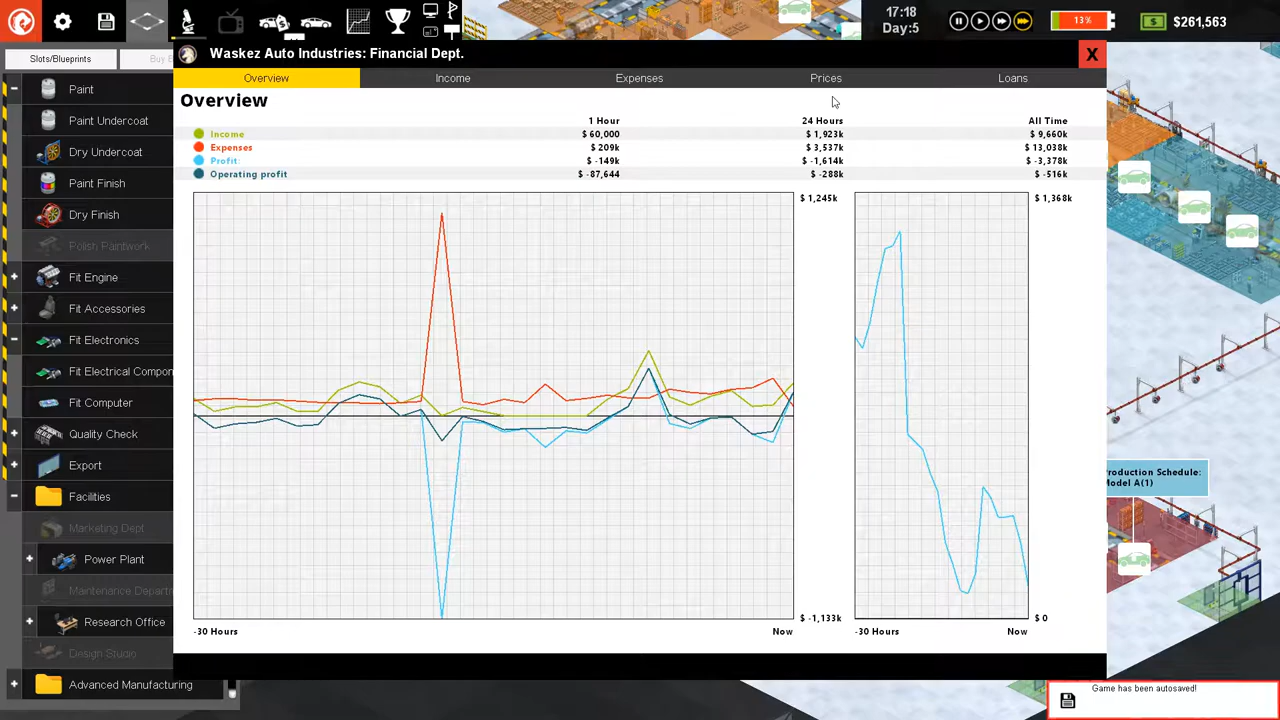 17:18
Day:5
13%
$261,563
Slots/Blueprints
Buy B
Waskez Auto Industries: Financial Dept.
X
Overview
Income
Expenses
Prices
Loans
Overview
1 Hour
24 Hours
All Time
Income
$ 60,000
$ 1,923k
$ 9,660k
Expenses
$ 209k
$ 3,537k
$ 13,038k
Profit:
$ -149k
$ -1,614k
$ -3,378k
Operating profit
$ -87,644
$ -288k
$ -516k
$ 1,245k
$ 1,368k
$ -1,133k
$ 0
-30 Hours
Now
-30 Hours
Now
Paint
Paint Undercoat
Dry Undercoat
Paint Finish
Dry Finish
Polish Paintwork
Fit Engine
Fit Accessories
Fit Electronics
Fit Electrical Compon
Fit Computer
Quality Check
Export
Facilities
Marketing Dept
Power Plant
Maintenance Departm
Research Office
Design Studio
Advanced Manufacturing
roduction Schedule:
Model A(1)
Game has been autosaved!